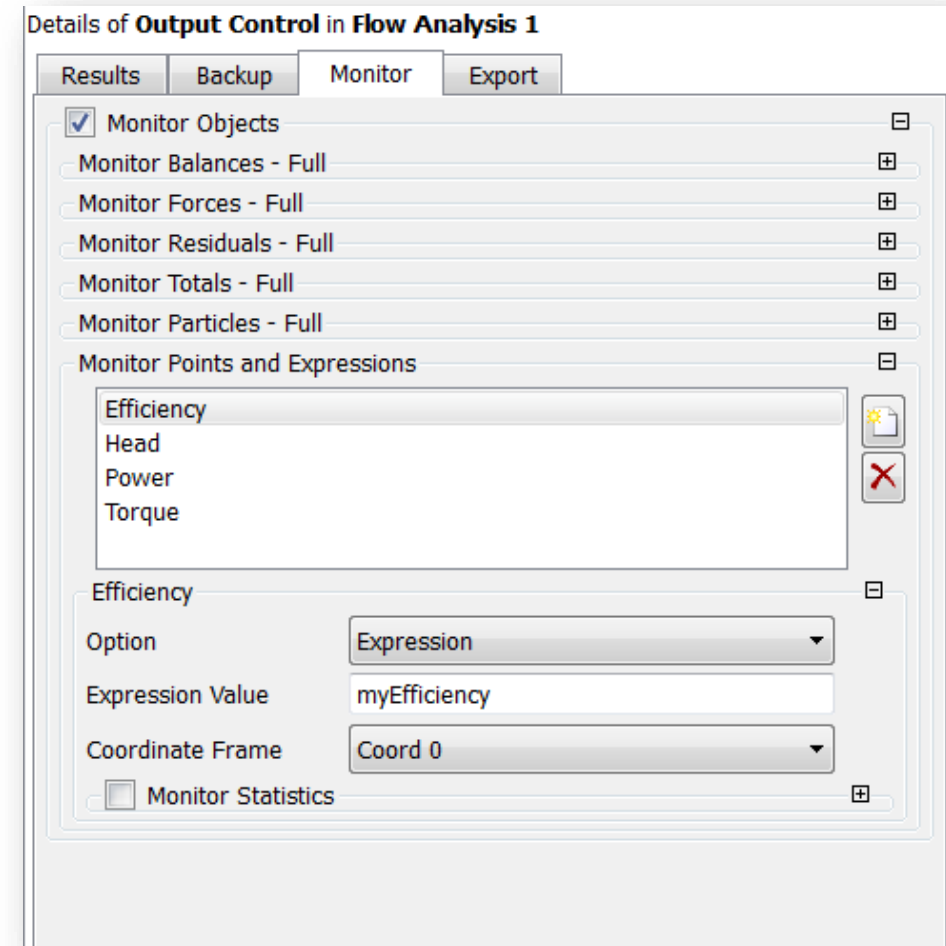 Details of Output Control in Flow Analysis 1
Results Backup Monitor Export
Monitor Objects
Monitor Balances - Full
Monitor Forces - Full
Monitor Residuals - Full
Monitor Totals - Full
Monitor Particles - Full
Monitor Points and Expressions
Efficiency
Head
Power
Torque
Efficiency
Option Expression
Expression Value myEfficiency
Coordinate Frame Coord 0
Monitor Statistics